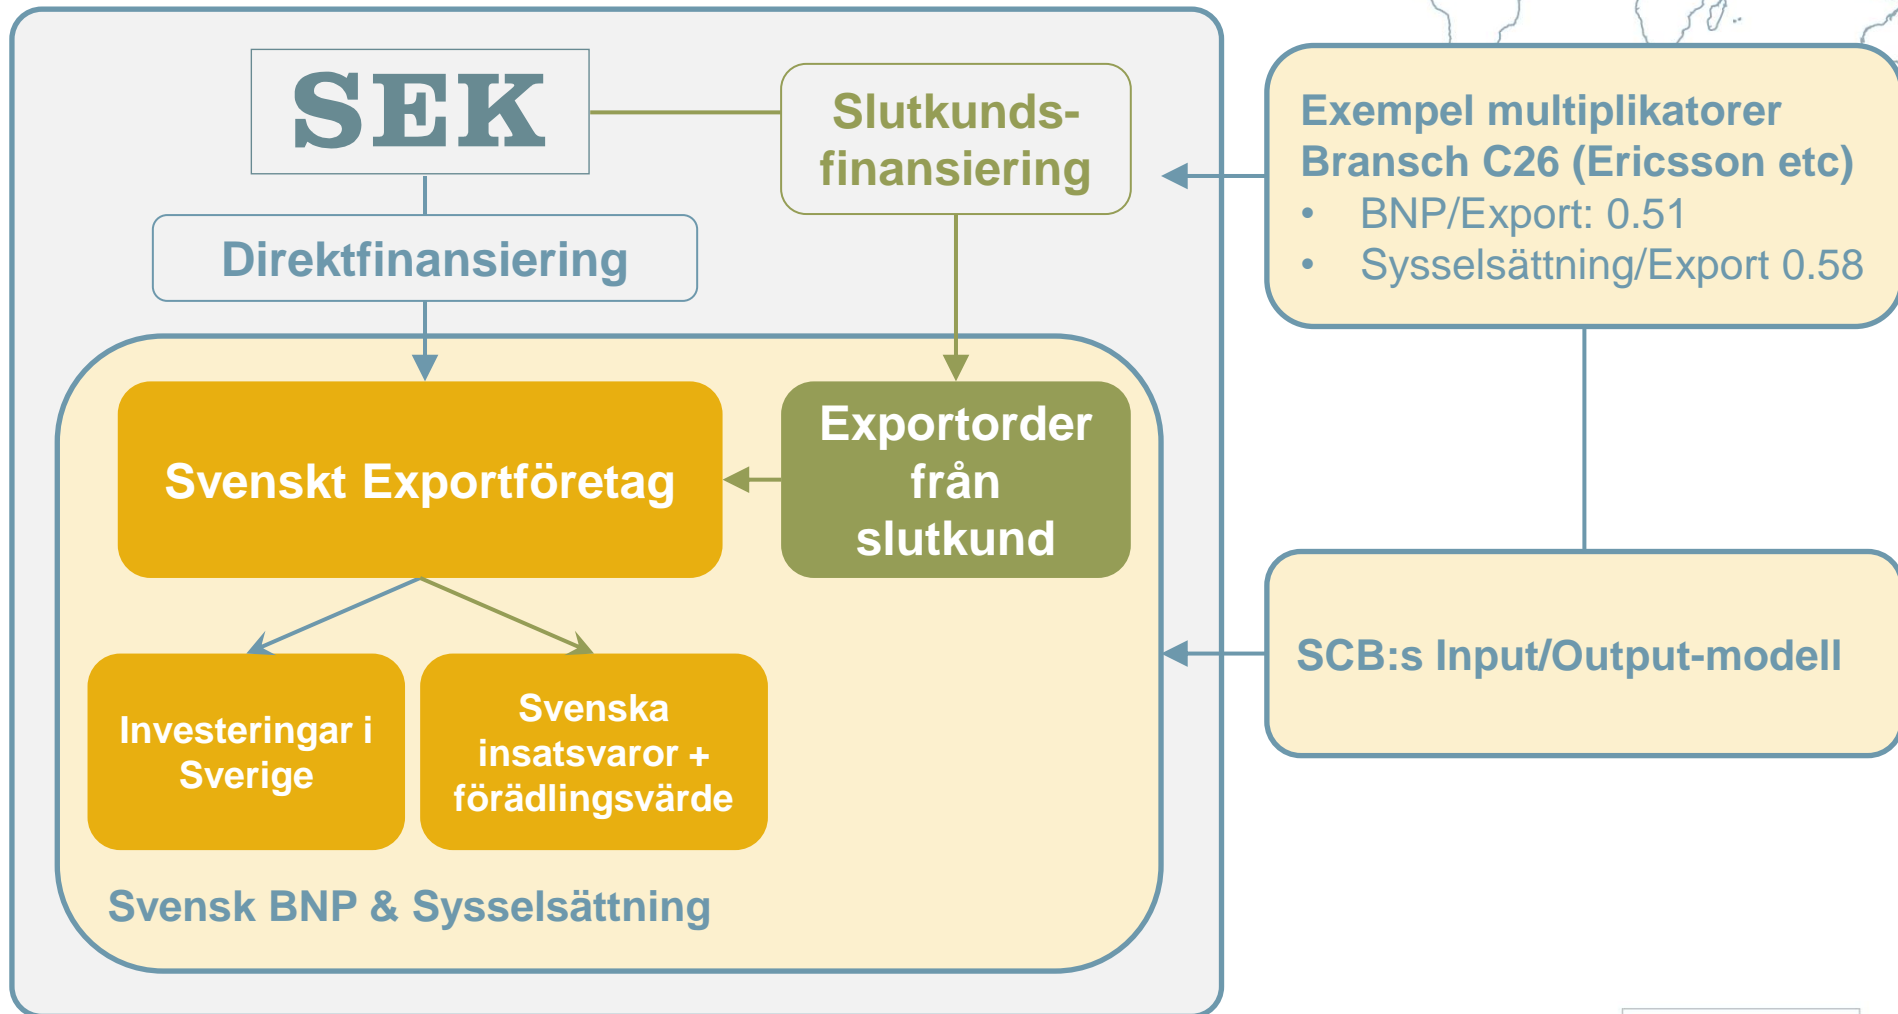 SEK
Slutkunds-
finansiering
Direktfinansiering
Svenskt Exportföretag
Exportorder
från
slutkund
Investeringar i
Sverige
Svenska
insatsvaror +
förädlingsvärde
Svensk BNP & Sysselsättning
Exempel multiplikatorer
Bransch C26 (Ericsson etc)
• BNP/Export: 0.51
• Sysselsättning/Export 0.58
SCB:s Input/Output-modell